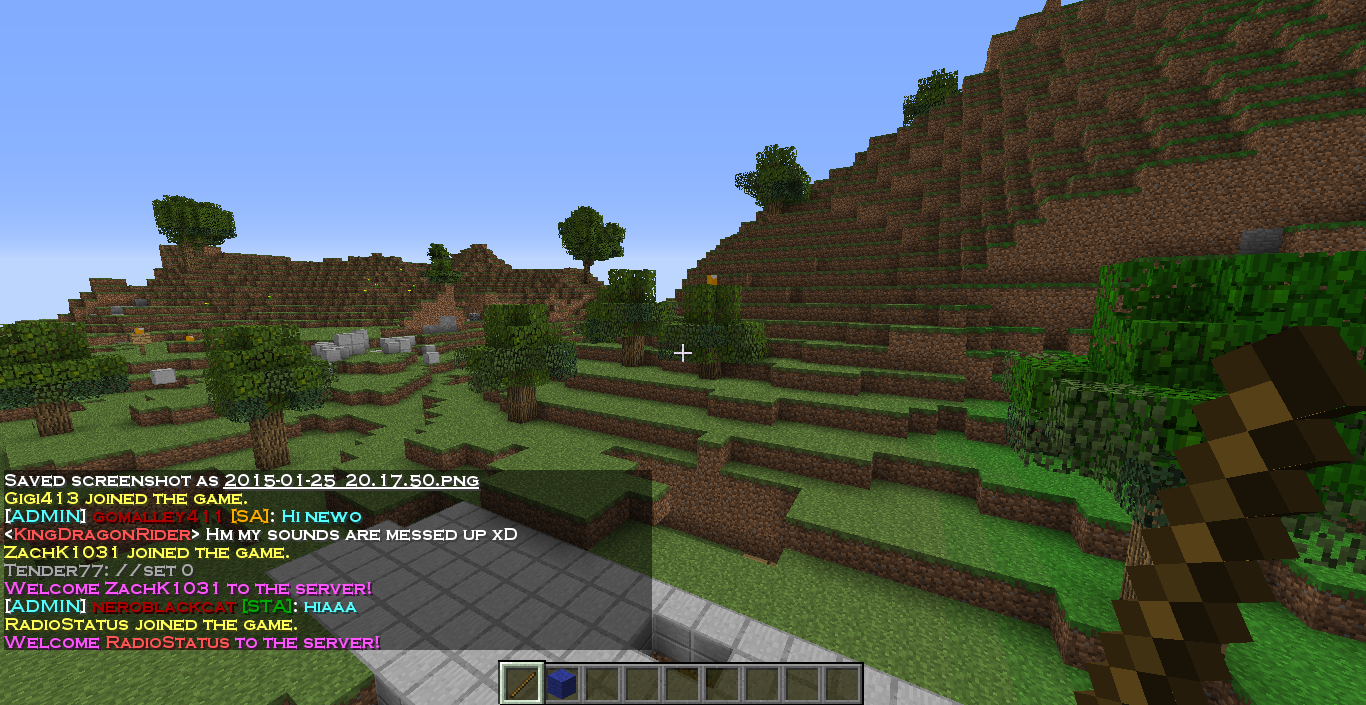 Saved screenshot as 2015-01-25_20.17.50.png
Gigi413 joined the game.
[ADMIN] gomalley411 [SA]: Hi newo
<KingDragonRider> Hm my sounds are messed up xD
ZachK1031 joined the game.
Tender77: //set 0
Welcome ZachK1031 to the server!
[ADMIN] neroblackcat [STA]: hiaaa
RadioStatus joined the game.
Welcome RadioStatus to the server!